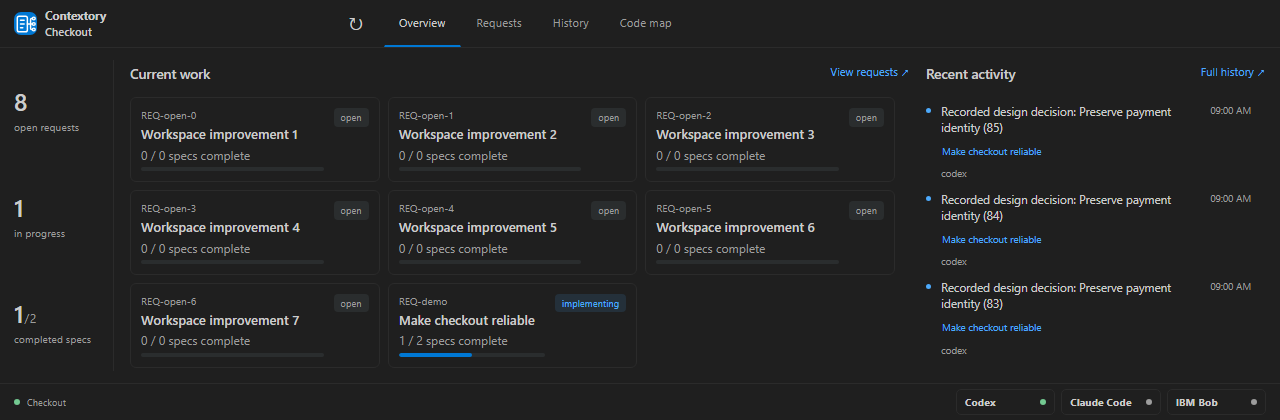 Contextory
Checkout
↻
Overview
Requests
History
Code map
8
open requests
1
in progress
1/2
completed specs
Current work
View requests ↗
REQ-open-0
open
Workspace improvement 1
0 / 0 specs complete
REQ-open-1
open
Workspace improvement 2
0 / 0 specs complete
REQ-open-2
open
Workspace improvement 3
0 / 0 specs complete
REQ-open-3
open
Workspace improvement 4
0 / 0 specs complete
REQ-open-4
open
Workspace improvement 5
0 / 0 specs complete
REQ-open-5
open
Workspace improvement 6
0 / 0 specs complete
REQ-open-6
open
Workspace improvement 7
0 / 0 specs complete
REQ-demo
implementing
Make checkout reliable
1 / 2 specs complete
Recent activity
Full history ↗
Recorded design decision: Preserve payment
identity (85)
09:00 AM
Make checkout reliable
codex
Recorded design decision: Preserve payment
identity (84)
09:00 AM
Make checkout reliable
codex
Recorded design decision: Preserve payment
identity (83)
09:00 AM
Make checkout reliable
codex
Checkout
Codex
Claude Code
IBM Bob